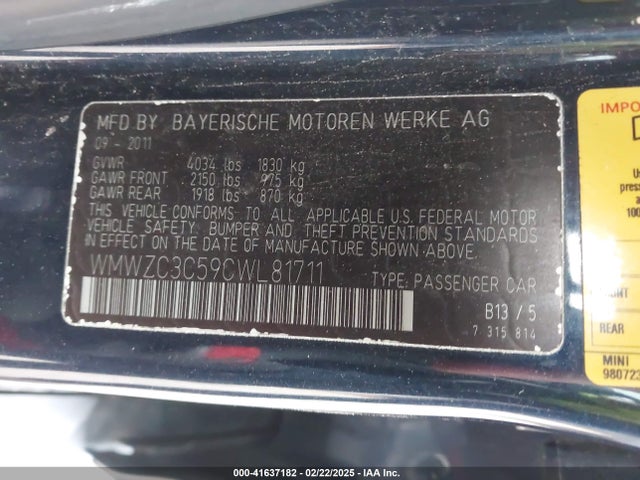 MFD BY BAYERISCHE MOTOREN WERKE AG
09 - 2011
GVWR 4034 lbs 1830 kg
GAWR FRONT 2150 lbs 975 kg
GAWR REAR 1918 lbs 870 kg
THIS VEHICLE CONFORMS TO ALL APPLICABLE U.S. FEDERAL MOTOR
VEHICLE SAFETY, BUMPER AND THEFT PREVENTION STANDARDS
IN EFFECT ON THE DATE OF MANUFACTURE SHOWN ABOVE.
WMWZC3C59CWL81711
TYPE: PASSENGER CAR
B13 / 5
7 315 814
REAR
MINI
000-41637182 - 02/22/2025 - IAA Inc.